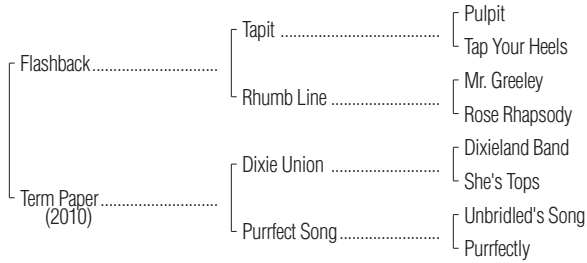 Pulpit
Tapit ................................
Tap Your Heels
Flashback...............................
Mr. Greeley
Rhumb Line ..........................
Rose Rhapsody
Dixieland Band
Dixie Union ..........................
She's Tops
Term Paper.............................
(2010)
Unbridled's Song
Purrfect Song........................
Purrfectly